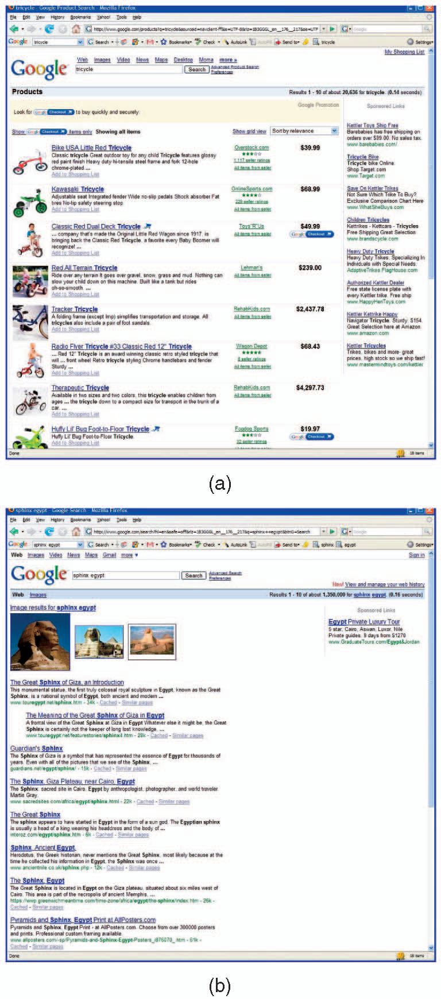 tricycle - Google Product Search - Mozilla Firefox
File Edit View History Bookmarks Yahoo! Tools Help
http://www.google.com/products?q=tricycle&sourceid=navclient-ff&ie=UTF-8&rlz=1B3GGGL_en__176__217&oe=UTF
Google
Google tricycle Search Bookmarks Check AutoLink AutoFill Send to tricycle Settings
My Shopping List
Web Images Video News Maps Desktop Moma more »
Google tricycle Search Advanced Product Search
Preferences
Products Results 1 - 10 of about 20,636 for tricycle. (0.14 seconds)
Google Promotion
Look for Google Checkout to buy quickly and securely.
Show Google Checkout items only Showing all items Show grid view Sort by relevance
Bike USA Little Red Tricycle
Classic tricycle Great outdoor toy for any child Tricycle features glossy
red paint finish Heavy duty hi-tensile steel frame and fork 12-hole
chrome-plated ...
Add to Shopping List
Overstock.com
1,117 seller ratings
All items from seller
$39.99
Kawasaki Tricycle
Adjustable seat Integrated fender Wide no-slip pedals Shock absorber Fat
tires No-tip safety steering stop
Add to Shopping List
OnlineSports.com
228 seller ratings
All items from seller
$68.99
Classic Red Dual Deck Tricycle
... company that's made the Original Little Red Wagon since 1917, is
bringing back the Classic Red Tricycle, a favorite every Baby Boomer will
recognize! ...
Add to Shopping List
Toys"R"Us
All items from seller
$49.99
Google Checkout
Red All Terrain Tricycle
Ride over any terrain It goes over gravel, snow, grass and mud. Nothing can
slow your child down on this machine. Built like a tank but rides
oh-so-smooth. ...
Add to Shopping List
Lehman's
All items from seller
$239.00
Tracker Tricycle
A folding frame (except Imp) simplifies transportation and storage. All
tricycles also include a pair of foot sandals.
Add to Shopping List
RehabKids.com
All items from seller
$2,437.78
Radio Flyer Tricycle #33 Classic Red 12" Tricycle
... Red 12" Tricycle is an award winning classic retro styled tricycle that
will ... front wheel Retro tricycle styling Chrome handlebars and fender
Sturdy ...
Add to Shopping List
Wagon Depot
8 seller ratings
All items from seller
$68.43
Therapeutic Tricycle
Available in two sizes and two colors, this tricycle enables children from
ages ... the tricycle down to a compact size for transport in the trunk of a
car. ...
Add to Shopping List
RehabKids.com
All items from seller
$4,297.73
Huffy Lil' Bug Foot-to-Floor Tricycle
Huffy Lil' Bug Foot-to-Floor Tricycle.
Add to Shopping List
Fogdog Sports
32 seller ratings
$19.97
Google Checkout
Sponsored Links
Kettler Toys Ship Free
Barebabies has free shipping on
orders over $99.00. No sales tax.
www.barebabies.com/
Tricycle Bike
Tricycle bike Online.
Shop Target.com
www.Target.com
Save On Kettler Trikes
Not Sure Which Trike To Buy?
Exclusive Comparison Chart Here
www.WhatSheBuys.com
Children Tricycles
Kettrikes - Kettcars - Tricycles
Free Shipping Great Selection
www.brandscycle.com
Heavy Duty Tricycle
Heavy Duty Trikes. Specializing In
Individuals with Special Needs.
AdaptiveTrikes.FlagHouse.com
Authorized Kettler Dealer
Free state license plate with
every Kettler trike. Free ship
www.HappyHenToys.com
Kettler Kettrike Happy
Navigator Tricycle. Sturdy. $154.
Great Selection here at Amazon.
www.amazon.com
Kettler Tricycles
Trikes, bikes and more- great
prices, high stock so we ship fast!
www.mastermindtoys.com/kettler
Done 18 items
(a)
sphinx egypt - Google Search - Mozilla Firefox
File Edit View History Bookmarks Yahoo! Tools Help
http://www.google.com/search?hl=en&safe=off&rlz=1B3GGGL_en__176__217&q=sphinx++egypt&btnG=Search
Google
Google sphinx egypt Search Bookmarks Check AutoLink AutoFill Send to sphinx egypt Settings
Web Images Video News Maps Gmail more Sign in
Google sphinx egypt Search Advanced Search
Preferences
New! View and manage your web history
Web Images Results 1 - 10 of about 1,350,000 for sphinx egypt. (0.16 seconds)
Image results for sphinx egypt
Sponsored Links
Egypt Private Luxury Tour
5 star, Cairo, Aswan, Luxor, Nile
Private guides. 9 days from $1270
www.GraduateTours.com/Egypt&Jordan
The Great Sphinx of Giza, an Introduction
This monumental statue, the first truly colossal royal sculpture in Egypt, known as the Great
Sphinx, is a national symbol of Egypt, both ancient and modern ...
www.touregypt.net/sphinx.htm - 34k - Cached - Similar pages
The Meaning of the Great Sphinx of Giza in Egypt
A frontal view of the Great Sphinx at Giza in Egypt Whatever else it might be, the Great
Sphinx is certainly not the keeper of long lost knowledge, ...
www.touregypt.net/featurestories/sphinx1.htm - 28k - Cached - Similar pages
Guardian's Sphinx
The Sphinx of Giza is a symbol that has represented the essence of Egypt for thousands of
years. Even with all of the pictures that we see of the Sphinx, ...
guardians.net/egypt/sphinx/ - 15k - Cached - Similar pages
The Sphinx, Giza Plateau, near Cairo, Egypt
The Sphinx: sacred site in Cairo, Egypt by anthropologist, photographer, and world traveler
Martin Gray.
www.sacredsites.com/africa/egypt/sphinx.html - 22k - Cached - Similar pages
The Great Sphinx
The sphinx appears to have started in Egypt in the form of a sun god. The Egyptian sphinx
is usually a head of a king wearing his headdress and the body of ...
interoz.com/egypt/sphinx.htm - 6k - Cached - Similar pages
Sphinx, Ancient Egypt.
Herodotus, the Greek historian, never mentions the Great Sphinx, most likely because at the
time he collected his information in Egypt, the Sphinx was once ...
www.ancientnile.co.uk/sphinx.php - 12k - Cached - Similar pages
The Sphinx, Egypt
The Great Sphinx is located in Egypt on the Giza plateau, situated about six miles west of
Cairo. This area is part of the necropolis of ancient Memphis, ...
https://wwp.greenwichmeantime.com/time-zone/africa/egypt/the-sphinx/index.htm - 26k -
Cached - Similar pages
Pyramids and Sphinx, Egypt Print at AllPosters.com
Pyramids and Sphinx, Egypt Print - at AllPosters.com. Choose from over 300000 posters
and prints. Professional custom framing available.
www.allposters.com/-sp/Pyramids-and-Sphinx-Egypt-Posters_i876070_.htm - 61k -
Cached - Similar pages
Done 18 items
(b)